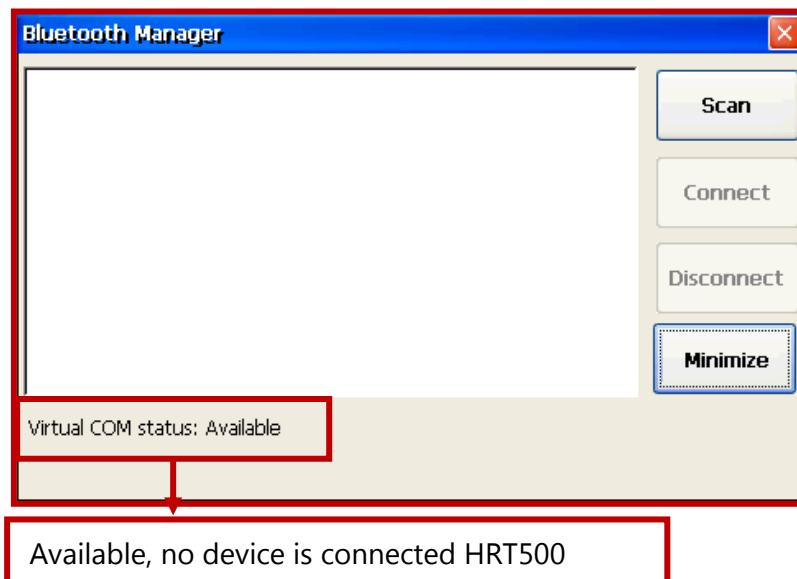 Bluetooth Manager
Scan
Connect
Disconnect
Minimize
Virtual COM status: Available
Available, no device is connected HRT500